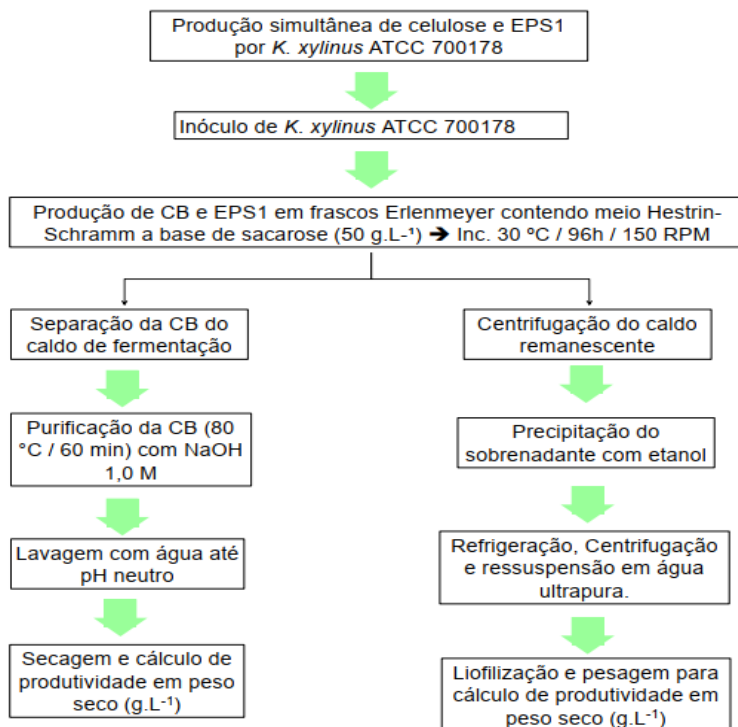 Produção simultânea de celulose e EPS1
por K. xylinus ATCC 700178
Inóculo de K. xylinus ATCC 700178
Produção de CB e EPS1 em frascos Erlenmeyer contendo meio Hestrin-
Schramm a base de sacarose (50 g.L-¹) ➔ Inc. 30 ºC / 96h / 150 RPM
Separação da CB do
caldo de fermentação
Purificação da CB (80
°C / 60 min) com NaOH
1,0 M
Lavagem com água até
pH neutro
Secagem e cálculo de
produtividade em peso
seco (g.L⁻¹)
Centrifugação do caldo
remanescente
Precipitação do
sobrenadante com etanol
Refrigeração, Centrifugação
e ressuspensão em água
ultrapura.
Liofilização e pesagem para
cálculo de produtividade em
peso seco (g.L⁻¹)